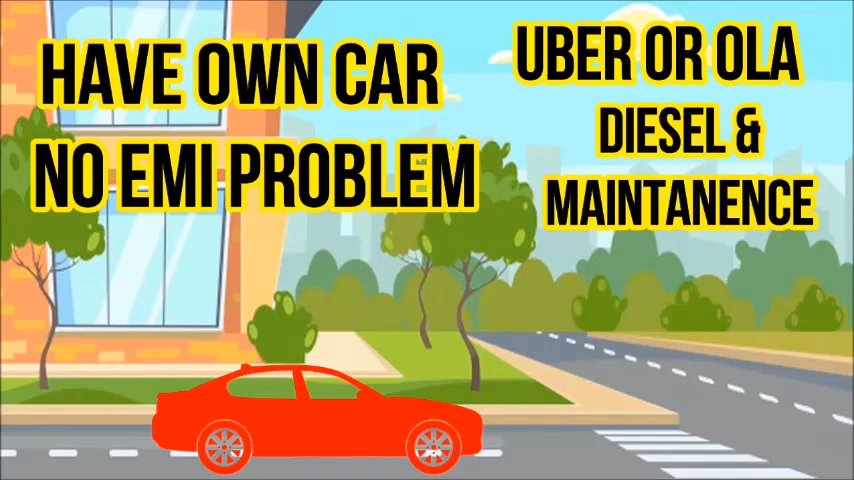 HAVE OWN CAR
NO EMI PROBLEM
UBER OR OLA
DIESEL &
MAINTANENCE